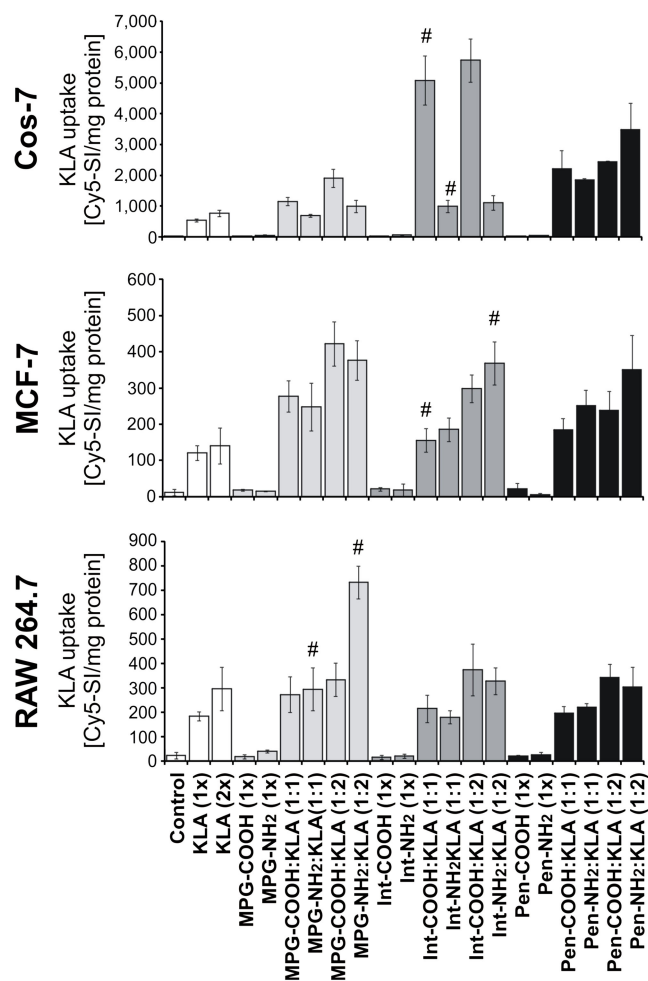 Cos-7
KLA uptake
[Cy5-SI/mg protein]
7,000
6,000
5,000
4,000
3,000
2,000
1,000
0
#
#
MCF-7
KLA uptake
[Cy5-SI/mg protein]
600
500
400
300
200
100
0
#
#
RAW 264.7
KLA uptake
[Cy5-SI/mg protein]
900
800
700
600
500
400
300
200
100
0
#
#
Control
KLA (1x)
KLA (2x)
MPG-COOH (1x)
MPG-NH2 (1x)
MPG-COOH:KLA (1:1)
MPG-NH2:KLA(1:1)
MPG-COOH:KLA (1:2)
MPG-NH2:KLA (1:2)
Int-COOH (1x)
Int-NH2 (1x)
Int-COOH:KLA (1:1)
Int-NH2KLA (1:1)
Int-COOH:KLA (1:2)
Int-NH2:KLA (1:2)
Pen-COOH (1x)
Pen-NH2 (1x)
Pen-COOH:KLA (1:1)
Pen-NH2:KLA (1:1)
Pen-COOH:KLA (1:2)
Pen-NH2:KLA (1:2)